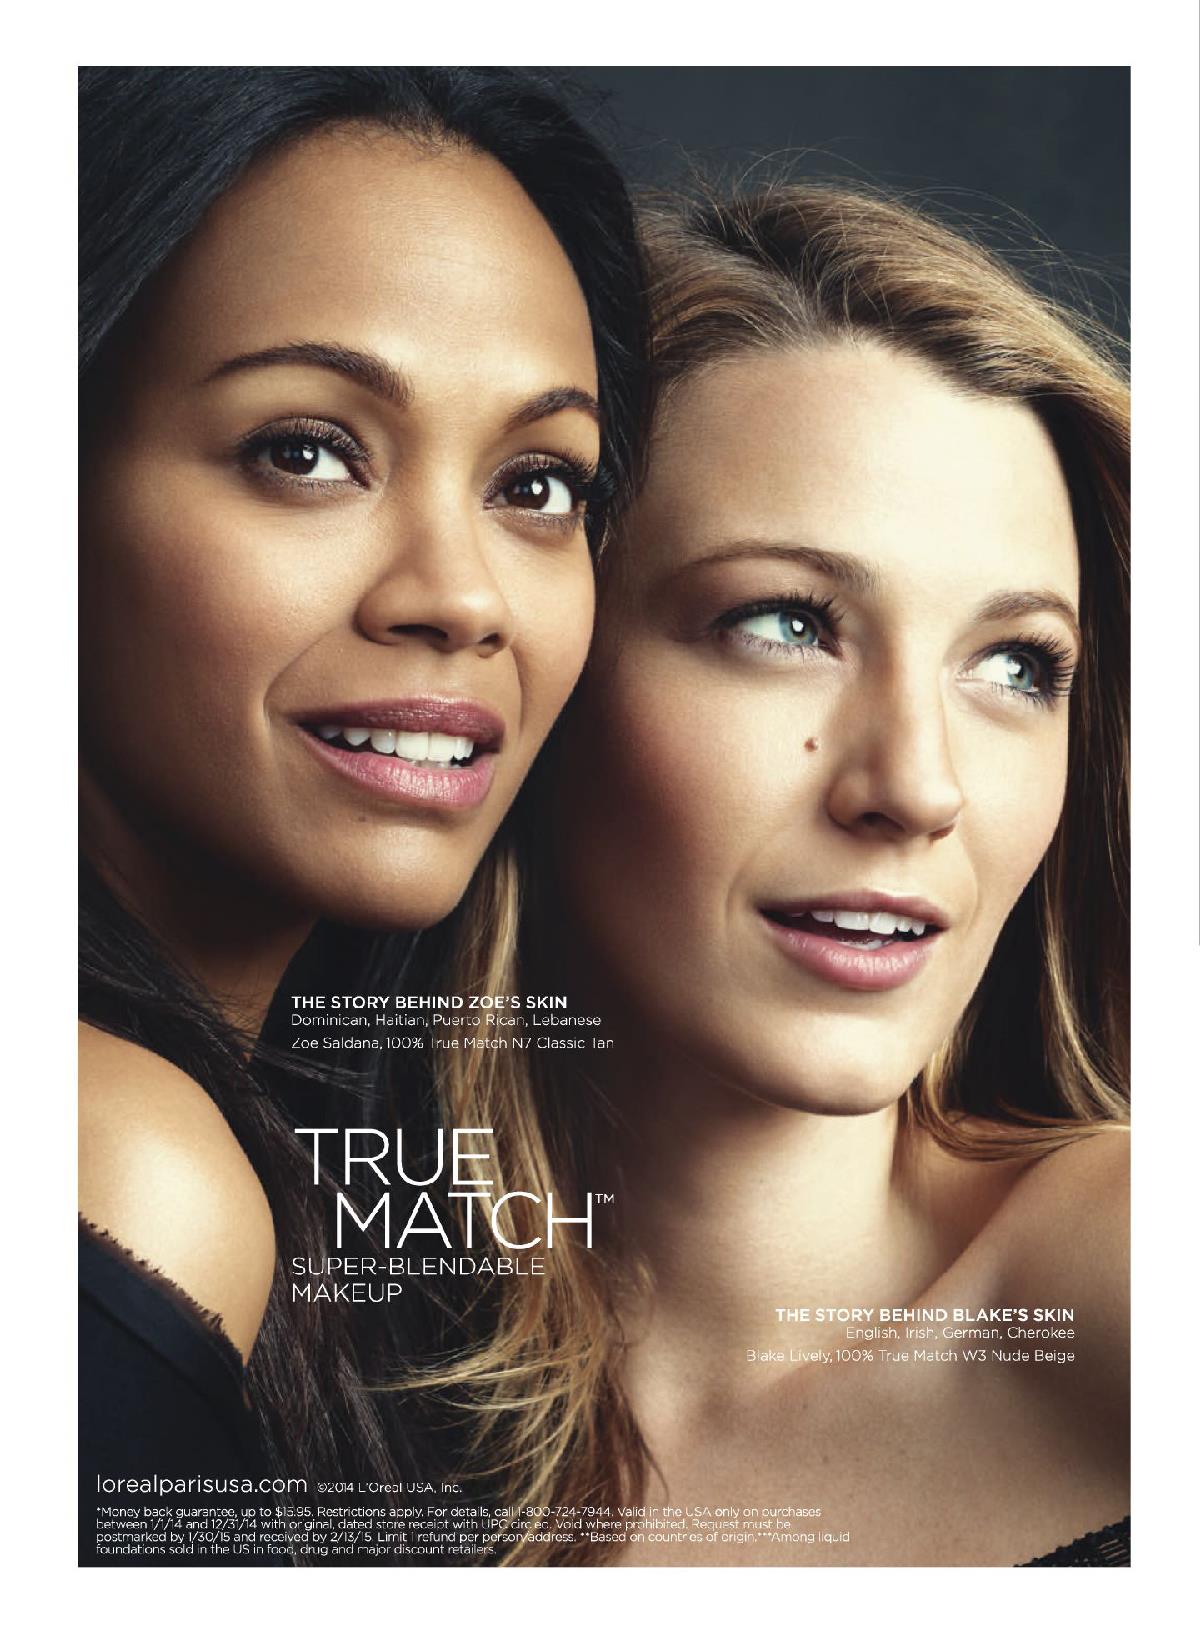 THE STORY BEHIND ZOE'S SKIN
Dominican, Haitian, Puerto Rican, Lebanese
Zoe Saldana, 100% True Match N7 Classic Tan
TRUE
MATCH™
SUPER-BLENDABLE
MAKEUP
THE STORY BEHIND BLAKE'S SKIN
English, Irish, German, Cherokee
Blake Lively, 100% True Match W3 Nude Beige
lorealparisusa.com ©2014 L'Oreal USA, Inc.
*Money back guarantee, up to $15.95. Restrictions apply. For details, call 1-800-724-7944. Valid in the USA only on purchases
between 1/1/14 and 12/31/14 with original, dated store receipt with UPC circled. Void where prohibited. Request must be
postmarked by 1/30/15 and received by 2/13/15. Limit 1 refund per person/address. **Based on countries of origin.***Among liquid
foundations sold in the US in food, drug and major discount retailers.